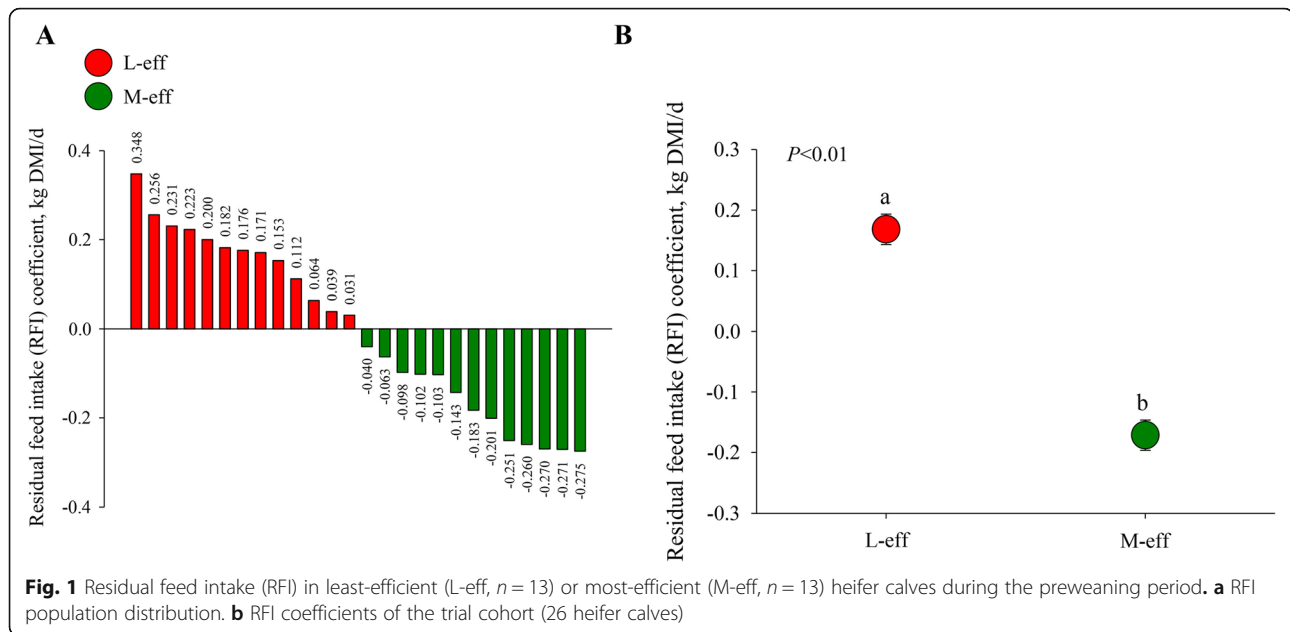 A
L-eff
M-eff
Residual feed intake (RFI) coefficient, kg DMI/d
0.4
0.2
0.0
-0.2
-0.4
0.348
0.256
0.231
0.223
0.200
0.182
0.176
0.171
0.153
0.112
0.064
0.039
0.031
-0.040
-0.063
-0.098
-0.102
-0.103
-0.143
-0.183
-0.201
-0.251
-0.260
-0.270
-0.271
-0.275
B
Residual feed intake (RFI) coefficient, kg DMI/d
0.3
0.2
0.1
0.0
-0.1
-0.2
-0.3
P<0.01
a
b
L-eff
M-eff
Fig. 1 Residual feed intake (RFI) in least-efficient (L-eff, n = 13) or most-efficient (M-eff, n = 13) heifer calves during the preweaning period. a RFI
population distribution. b RFI coefficients of the trial cohort (26 heifer calves)